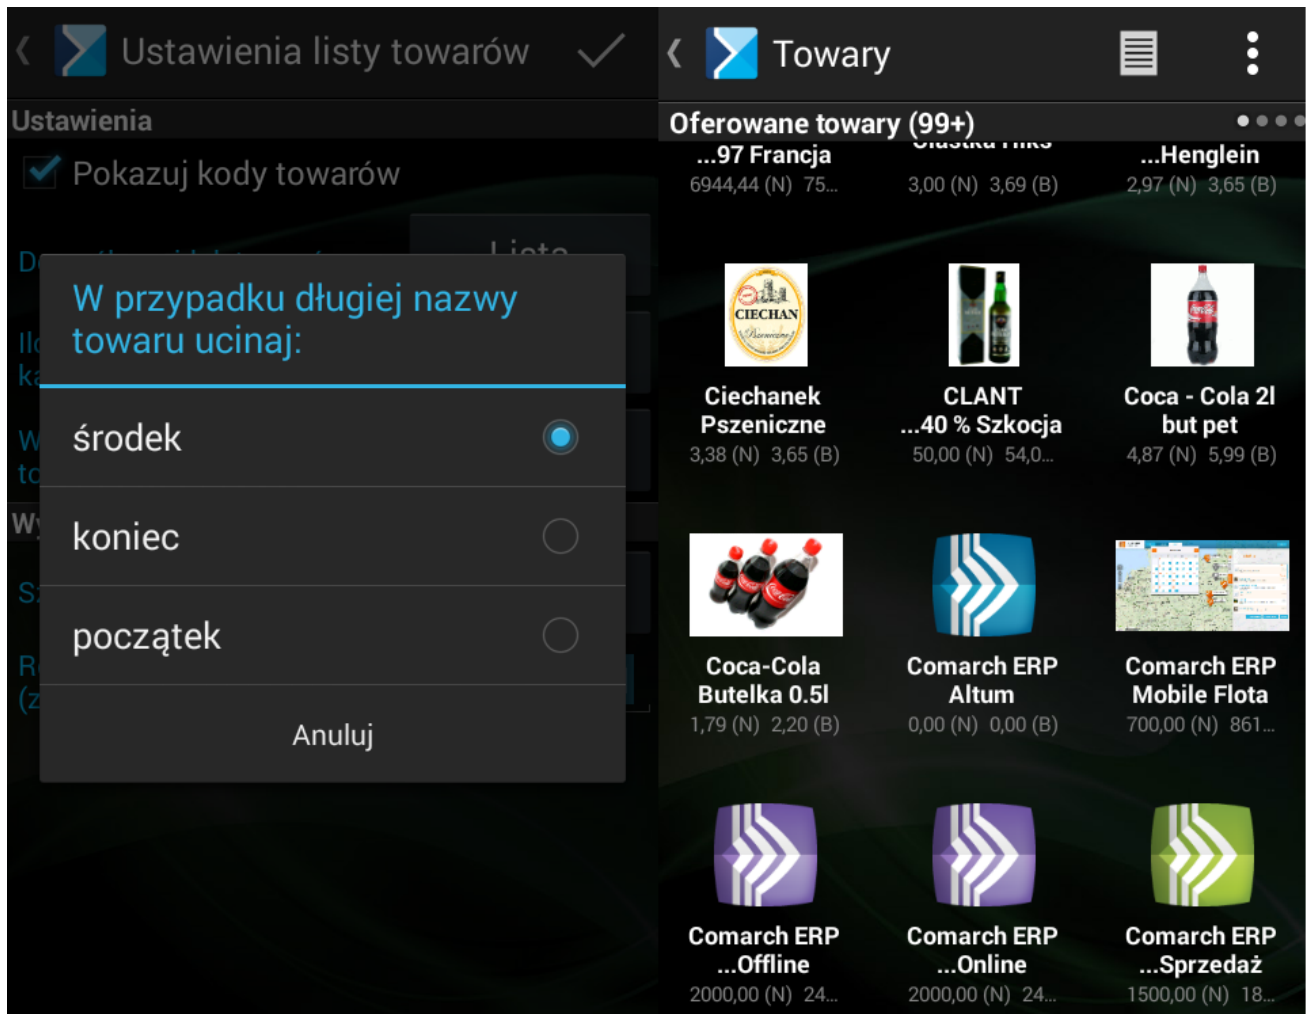 Ustawienia listy towarów
Ustawienia
Pokazuj kody towarów
Lista
W przypadku długiej nazwy
towaru ucinaj:
środek
koniec
początek
Anuluj
Towary
Oferowane towary (99+)
...97 Francja
6944,44 (N) 75...
3,00 (N) 3,69 (B)
...Henglein
2,97 (N) 3,65 (B)
CIECHAN
Pszeniczne
Ciechanek
Pszeniczne
3,38 (N) 3,65 (B)
CLANT
...40 % Szkocja
50,00 (N) 54,0...
Coca - Cola 2l
but pet
4,87 (N) 5,99 (B)
Coca-Cola
Butelka 0.5l
1,79 (N) 2,20 (B)
Comarch ERP
Altum
0,00 (N) 0,00 (B)
Comarch ERP
Mobile Flota
700,00 (N) 861...
Comarch ERP
...Offline
2000,00 (N) 24...
Comarch ERP
...Online
2000,00 (N) 24...
Comarch ERP
...Sprzedaż
1500,00 (N) 18...